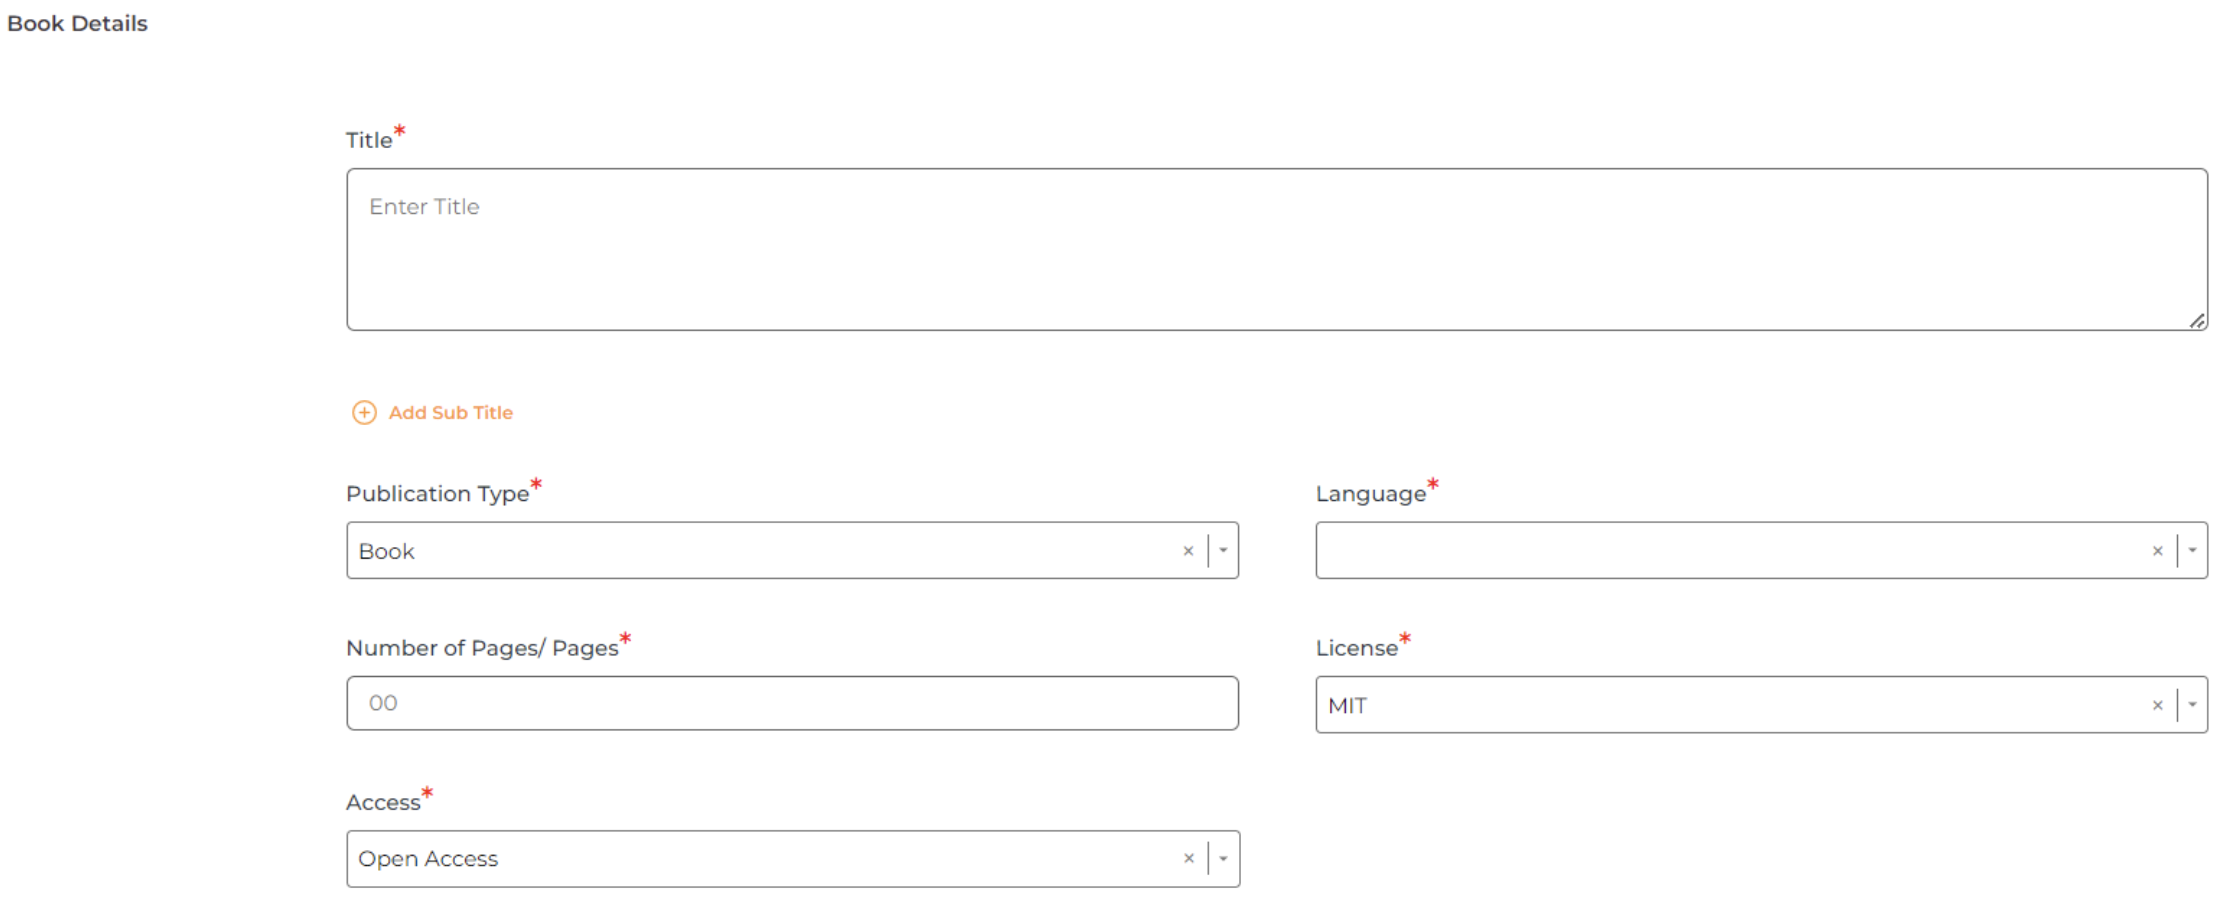 Book Details
Title*
Enter Title
Add Sub Title
Publication Type*
Language*
Book
Number of Pages/ Pages*
License*
00
MIT
Access*
Open Access